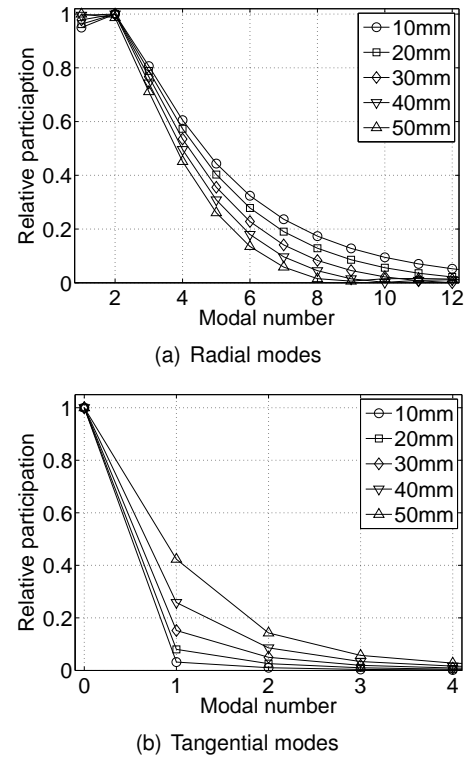 1
0.8
0.6
0.4
0.2
0
Relative particiaption
2 4 6 8 10 12
Modal number
10mm
20mm
30mm
40mm
50mm
(a) Radial modes
1
0.8
0.6
0.4
0.2
0
Relative participation
0 1 2 3 4
Modal number
10mm
20mm
30mm
40mm
50mm
(b) Tangential modes